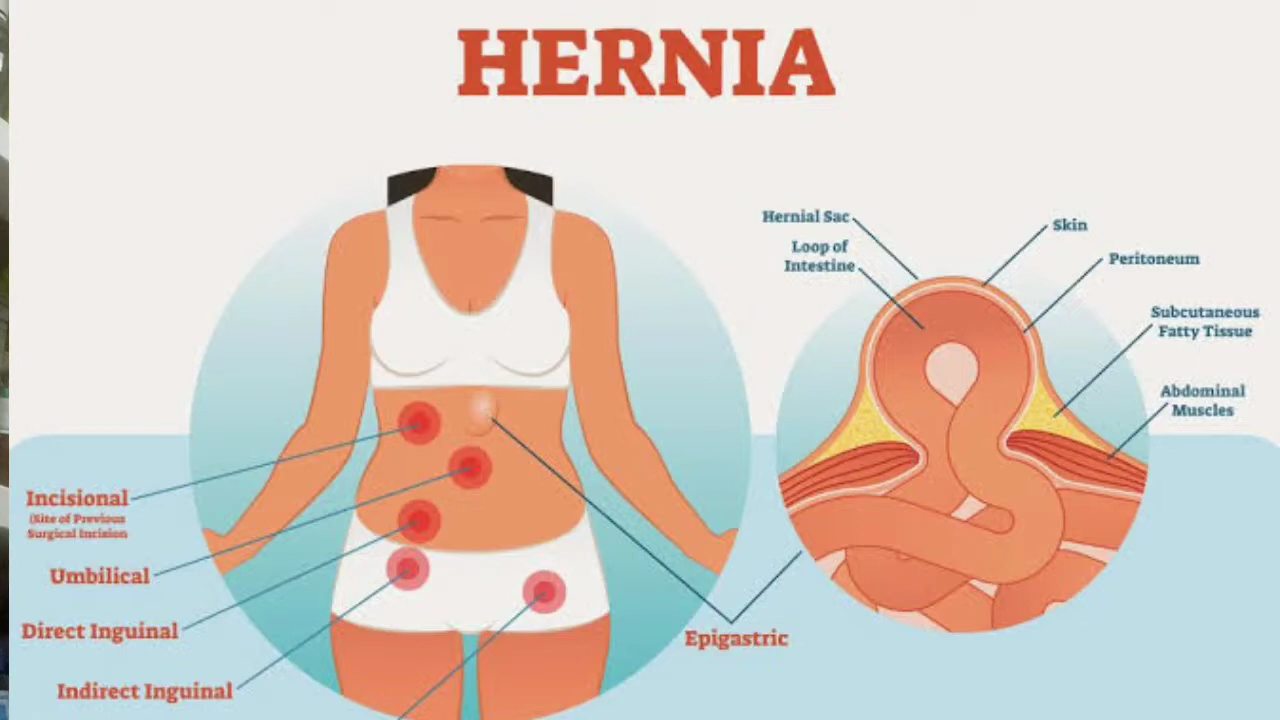 HERNIA
Hernial Sac
Loop of
Intestine
Skin
Peritoneum
Subcutaneous
Fatty Tissue
Abdominal
Muscles
Incisional
(Site of Previous
Surgical Incision
Umbilical
Direct Inguinal
Indirect Inguinal
Epigastric